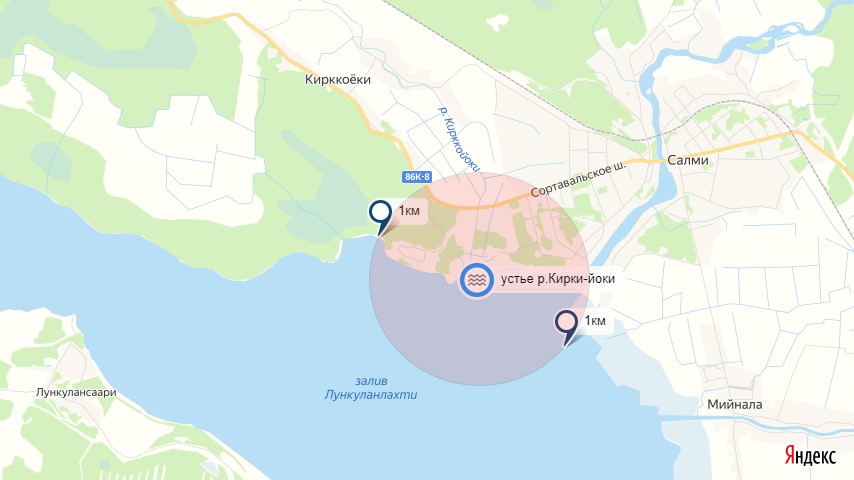 Кирккоёки
р. Кирккойоки
Салми
86К-8
Сортавальское ш.
1км
устье р.Кирки-йоки
1км
залив
Лункуланлахти
Лункулансаари
Мийнала
Яндекс